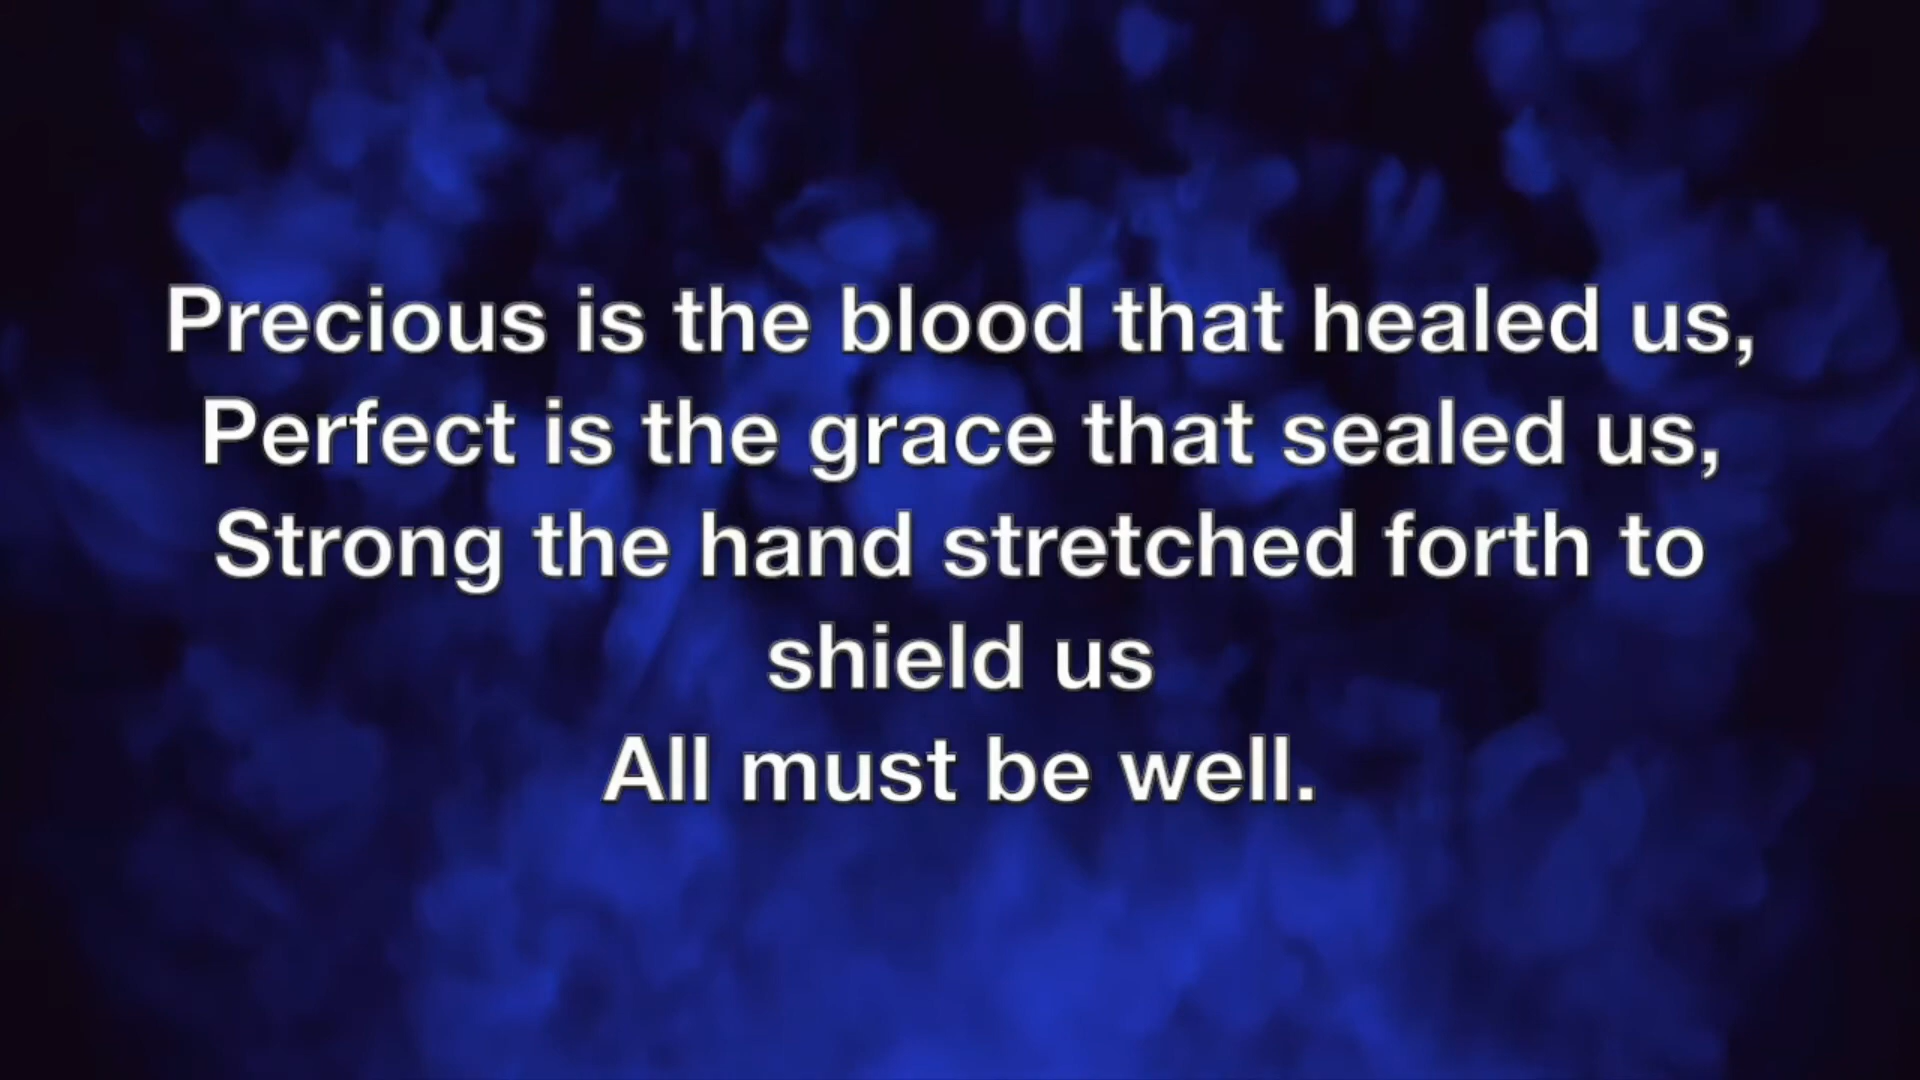 Precious is the blood that healed us,
Perfect is the grace that sealed us,
Strong the hand stretched forth to
shield us
All must be well.